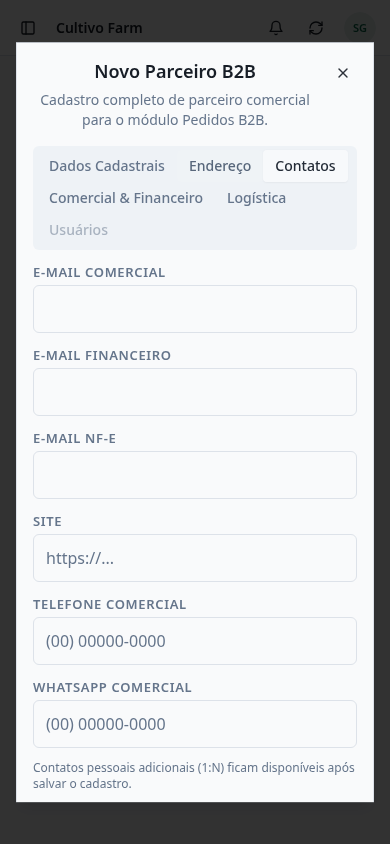 Cultivo Farm
SG
Novo Parceiro B2B
Cadastro completo de parceiro comercial
para o módulo Pedidos B2B.
Dados Cadastrais
Endereço
Contatos
Comercial & Financeiro
Logística
Usuários
E-MAIL COMERCIAL
E-MAIL FINANCEIRO
E-MAIL NF-E
SITE
https://...
TELEFONE COMERCIAL
(00) 00000-0000
WHATSAPP COMERCIAL
(00) 00000-0000
Contatos pessoais adicionais (1:N) ficam disponíveis após
salvar o cadastro.